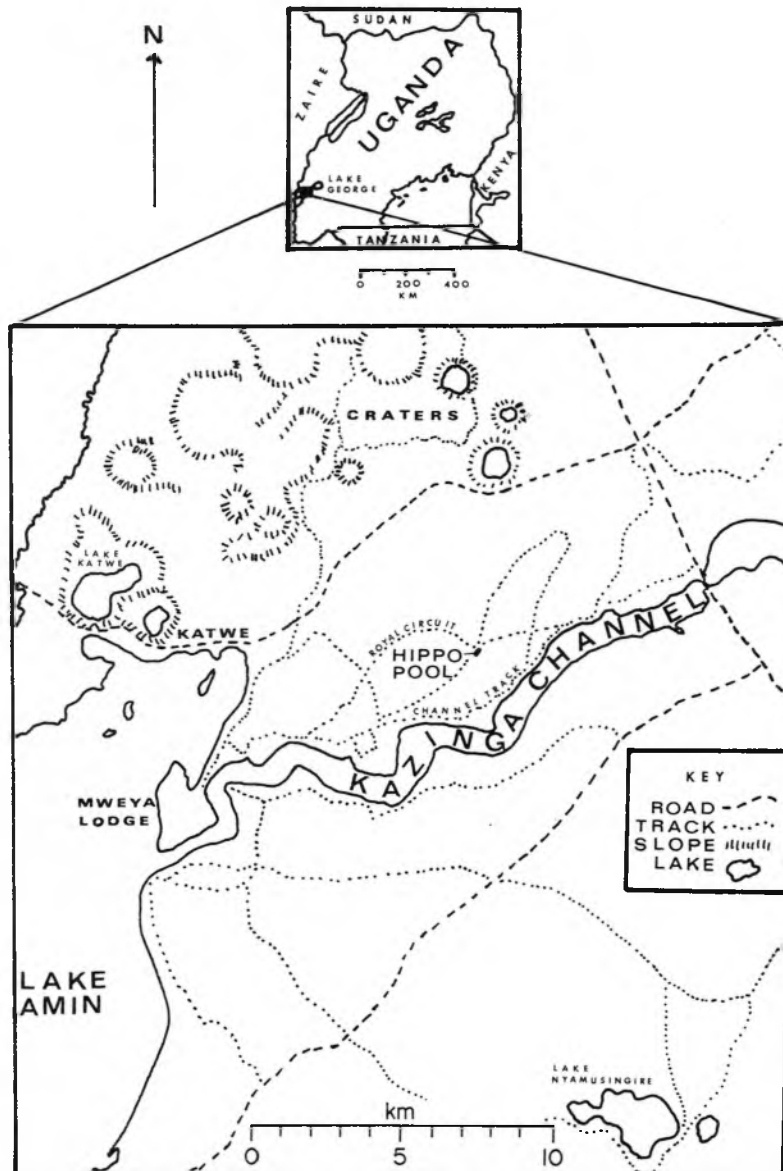 N
SUDAN
ZAIRE
UGANDA
KENYA
LAKE
GEORGE
TANZANIA
0 200 400
KM
CRATERS
LAKE
KATWE
KATWE
ROYAL CIRCUIT
HIPPO
POOL
CHANNEL TRACK
KAZINGA CHANNEL
MWEYA
LODGE
KEY
ROAD
TRACK
SLOPE
LAKE
LAKE
AMIN
LAKE
NYAMUSINGIRE
km
0 5 10